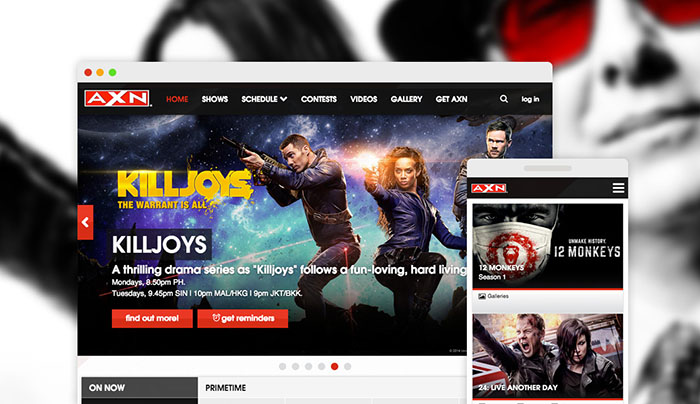 AXN
HOME SHOWS SCHEDULE CONTESTS VIDEOS GALLERY GET AXN log in
KILLJOYS
THE WARRANT IS ALL
KILLJOYS
A thrilling drama series as "Killjoys" follows a fun-loving, hard living
Mondays, 8.50pm PH.
Tuesdays, 9.45pm SIN | 10pm MAL/HKG | 9pm JKT/BKK.
find out more! get reminders
ON NOW PRIMETIME
AXN
UNMAKE HISTORY.
12 MONKEYS
12 MONKEYS
Season 1
Galleries
24: LIVE ANOTHER DAY